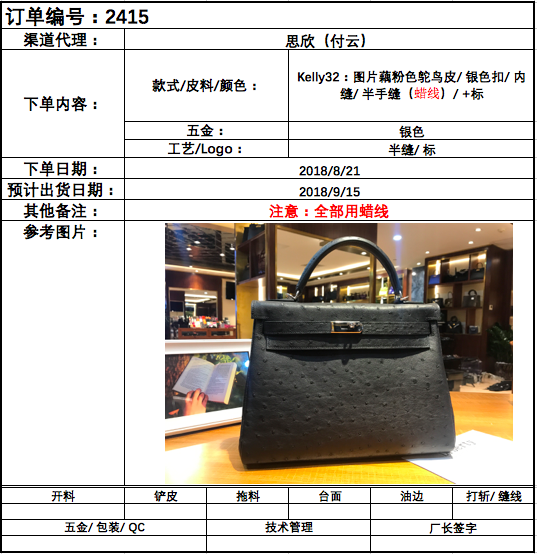 订单编号：2415
渠道代理： 思欣（付云）
下单内容： 款式/皮料/颜色： Kelly32：图片藕粉色鸵鸟皮/ 银色扣/ 内
缝/ 半手缝（蜡线）/ +标
五金： 银色
工艺/Logo： 半缝/ 标
下单日期： 2018/8/21
预计出货日期： 2018/9/15
其他备注： 注意：全部用蜡线
参考图片：
开料 铲皮 拖料 台面 油边 打斩/ 缝线
五金/ 包装/ QC 技术管理 厂长签字